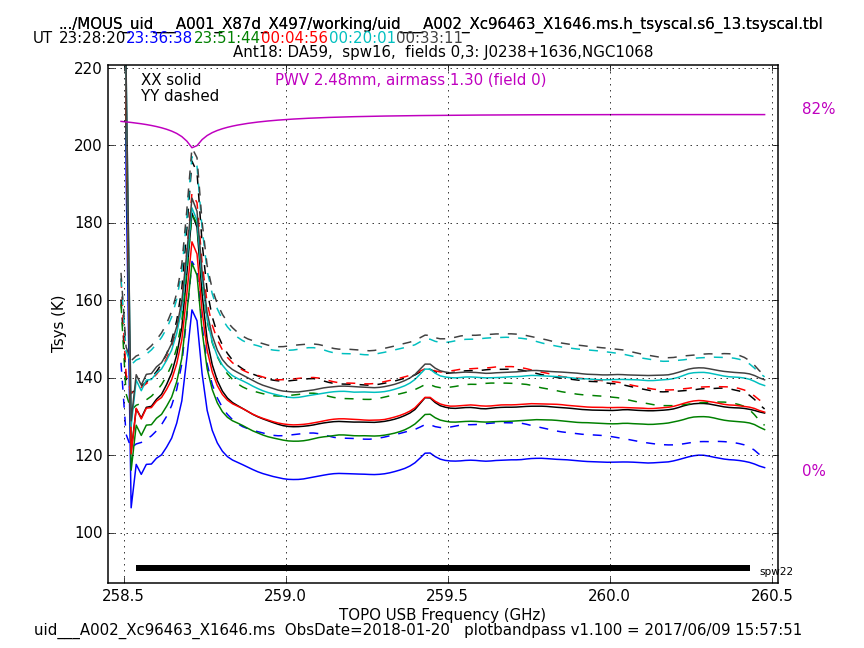 .../MOUS_uid___A001_X87d_X497/working/uid___A002_Xc96463_X1646.ms.h_tsyscal.s6_13.tsyscal.tbl
UT 23:28:20 23:36:38 23:51:44 00:04:56 00:20:01 00:33:11
Ant18: DA59,  spw16,  fields 0,3: J0238+1636,NGC1068
XX solid
YY dashed
PWV 2.48mm, airmass 1.30 (field 0)
82%
0%
Tsys (K)
220
200
180
160
140
120
100
spw22
258.5 259.0 259.5 260.0 260.5
TOPO USB Frequency (GHz)
uid___A002_Xc96463_X1646.ms  ObsDate=2018-01-20   plotbandpass v1.100 = 2017/06/09 15:57:51